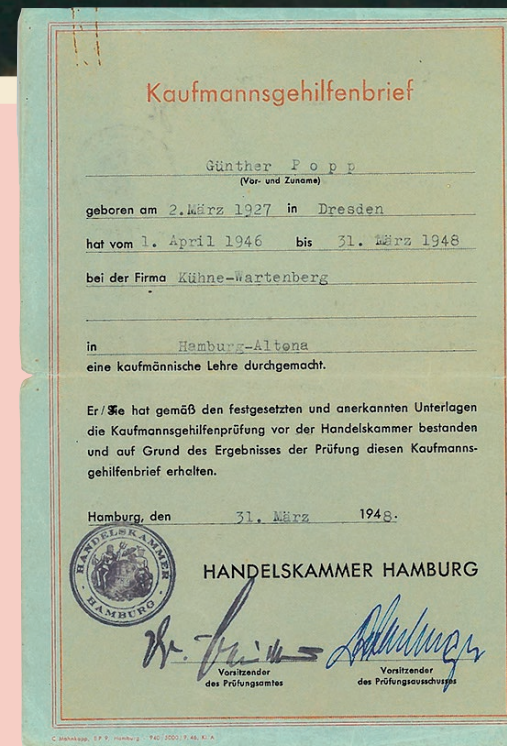 Kaufmannsgehilfenbrief
Günther Popp
(Vor- und Zuname)
geboren am 2.März 1927 in Dresden
hat vom 1. April 1946 bis 31. März 1948
bei der Firma Kühne-Wartenberg
in Hamburg-Altona
eine kaufmännische Lehre durchgemacht.
Er/Sie hat gemäß den festgesetzten und anerkannten Unterlagen
die Kaufmannsgehilfenprüfung vor der Handelskammer bestanden
und auf Grund des Ergebnisses der Prüfung diesen Kaufmanns-
gehilfenbrief erhalten.
Hamburg, den 31. März 1948.
HANDELSKAMMER HAMBURG
HANDELSKAMMER HAMBURG
Dr.
Vorsitzender
des Prüfungsamtes
Vorsitzender
des Prüfungsausschusses